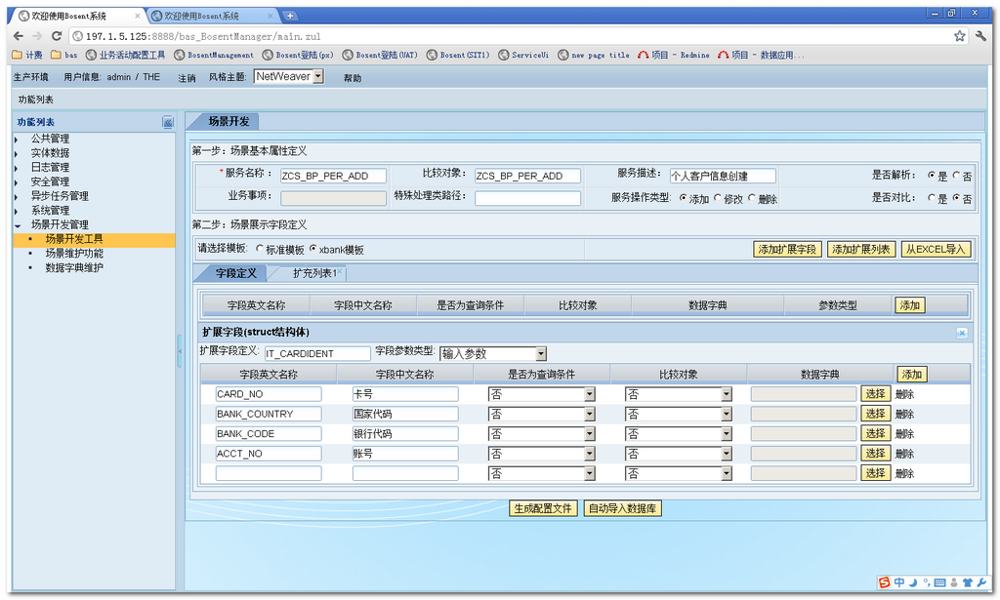 欢迎使用Bosent系统 欢迎使用Bosent系统
197.1.5.125:8888/bas_BosentManager/main.zul
计费 bas 业务活动配置工具 BosentManagement Bosent登陆(px) Bosent登陆(UAT) Bosent(SIT1) ServiceUi new page title 项目 - Redmine 项目 - 数据应用...
生产环境 用户信息: admin / THE 注销 风格主题: NetWeaver 帮助
功能列表
功能列表
公共管理
实体数据
日志管理
安全管理
异步任务管理
系统管理
场景开发管理
场景开发工具
场景维护功能
数据字典维护
场景开发
第一步：场景基本属性定义
*服务名称： ZCS_BP_PER_ADD 比较对象： ZCS_BP_PER_ADD 服务描述： 个人客户信息创建 是否解析： 是 否
业务事项： 特殊处理类路径： 服务操作类型: 添加 修改 删除 是否对比： 是 否
第二步：场景展示字段定义
请选择模板: 标准模板 xbank模板 添加扩展字段 添加扩展列表 从EXCEL导入
字段定义 扩充列表1
字段英文名称 字段中文名称 是否为查询条件 比较对象 数据字典 参数类型 添加
扩展字段(struct结构体)
扩展字段定义: IT_CARDIDENT 字段参数类型: 输入参数
字段英文名称 字段中文名称 是否为查询条件 比较对象 数据字典 添加
CARD_NO 卡号 否 否 选择 删除
BANK_COUNTRY 国家代码 否 否 选择 删除
BANK_CODE 银行代码 否 否 选择 删除
ACCT_NO 账号 否 否 选择 删除
否 否 选择 删除
生成配置文件 自动导入数据库
中